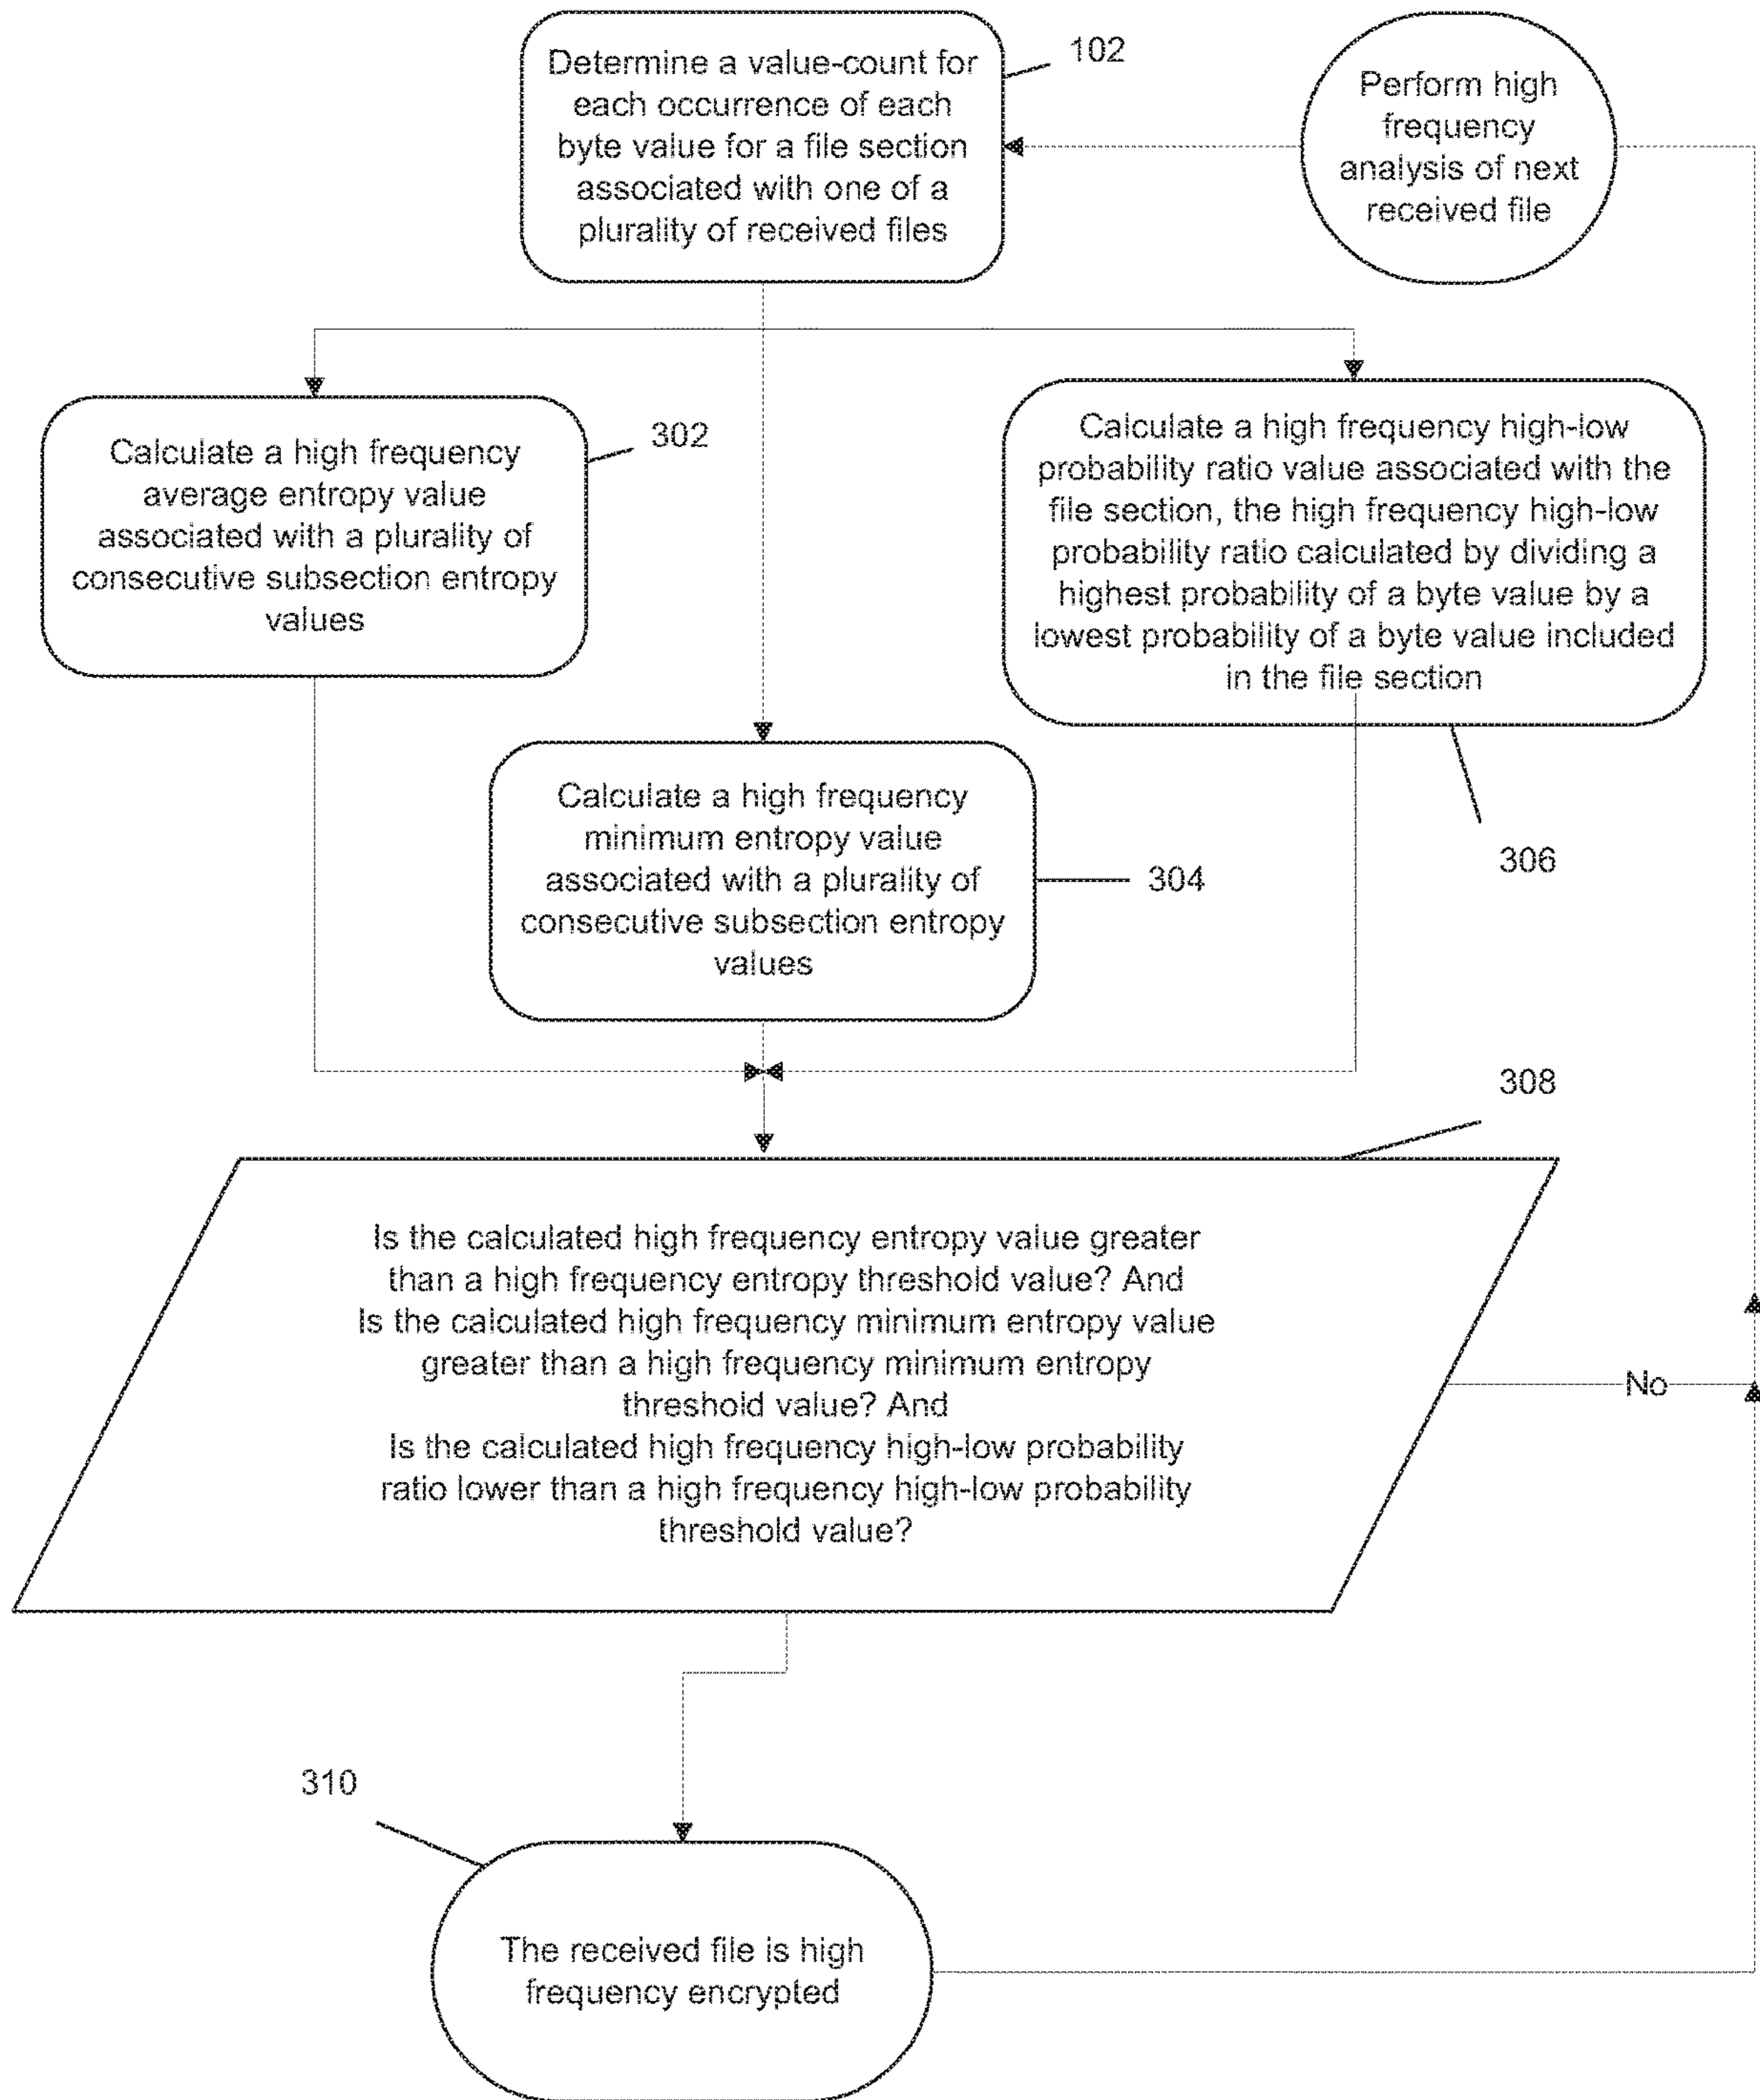 Determine a value-count for
each occurrence of each
byte value for a file section
associated with one of a
plurality of received files
102
Perform high
frequency
analysis of next
received file
Calculate a high frequency
average entropy value
associated with a plurality of
consecutive subsection entropy
values
302
Calculate a high frequency high-low
probability ratio value associated with the
file section, the high frequency high-low
probability ratio calculated by dividing a
highest probability of a byte value by a
lowest probability of a byte value included
in the file section
306
Calculate a high frequency
minimum entropy value
associated with a plurality of
consecutive subsection entropy
values
304
308
Is the calculated high frequency entropy value greater
than a high frequency entropy threshold value? And
Is the calculated high frequency minimum entropy value
greater than a high frequency minimum entropy
threshold value? And
Is the calculated high frequency high-low probability
ratio lower than a high frequency high-low probability
threshold value?
No
310
The received file is high
frequency encrypted